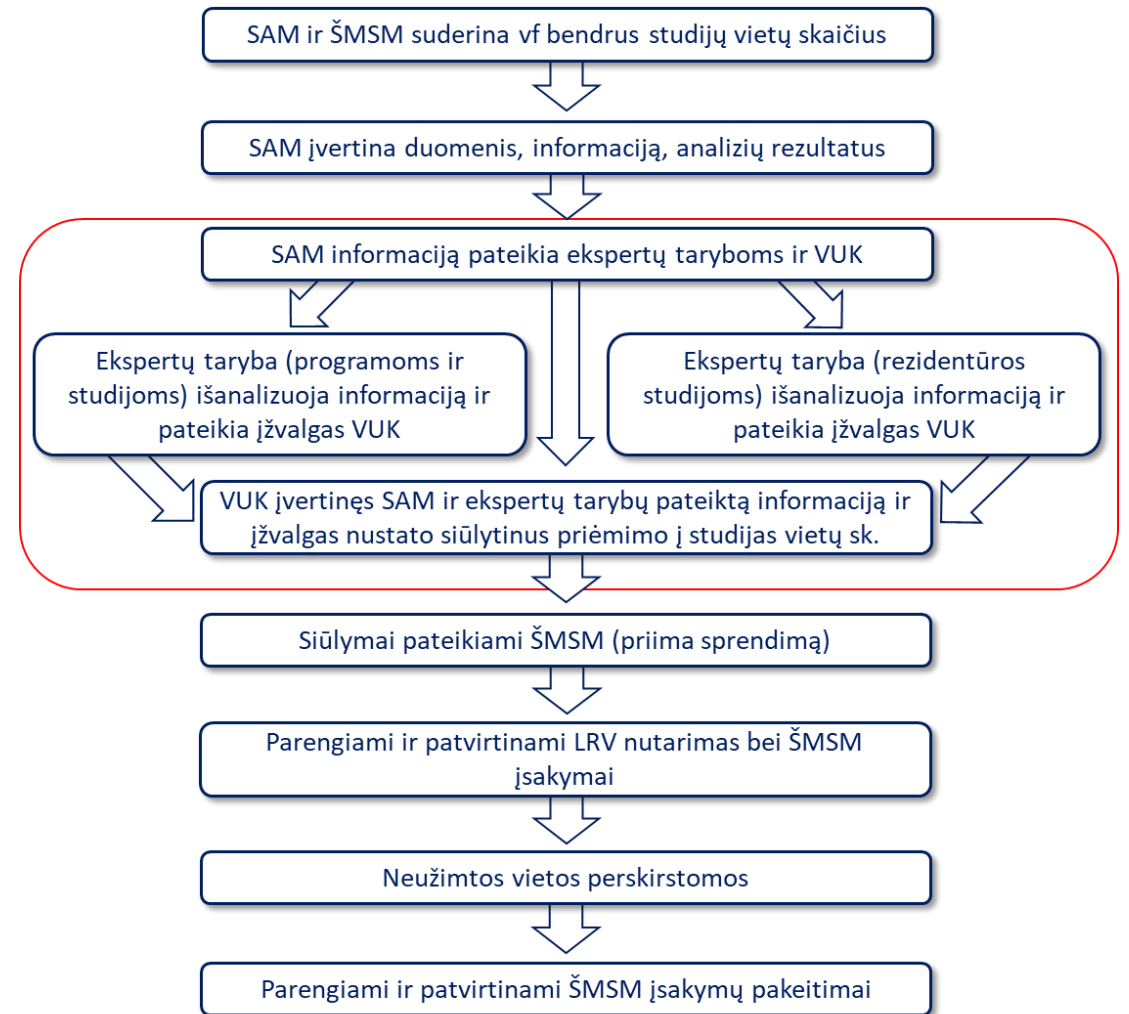 SAM ir ŠMSM suderina vf bendrus studijų vietų skaičius
SAM įvertina duomenis, informaciją, analizių rezultatus
SAM informaciją pateikia ekspertų taryboms ir VUK
Ekspertų taryba (programoms ir
studijoms) išanalizuoja informaciją ir
pateikia įžvalgas VUK
Ekspertų taryba (rezidentūros
studijoms) išanalizuoja informaciją ir
pateikia įžvalgas VUK
VUK įvertinęs SAM ir ekspertų tarybų pateiktą informaciją ir
įžvalgas nustato siūlytinus priėmimo į studijas vietų sk.
Siūlymai pateikiami ŠMSM (priima sprendimą)
Parengiami ir patvirtinami LRV nutarimas bei ŠMSM
įsakymai
Neužimtos vietos perskirstomos
Parengiami ir patvirtinami ŠMSM įsakymų pakeitimai